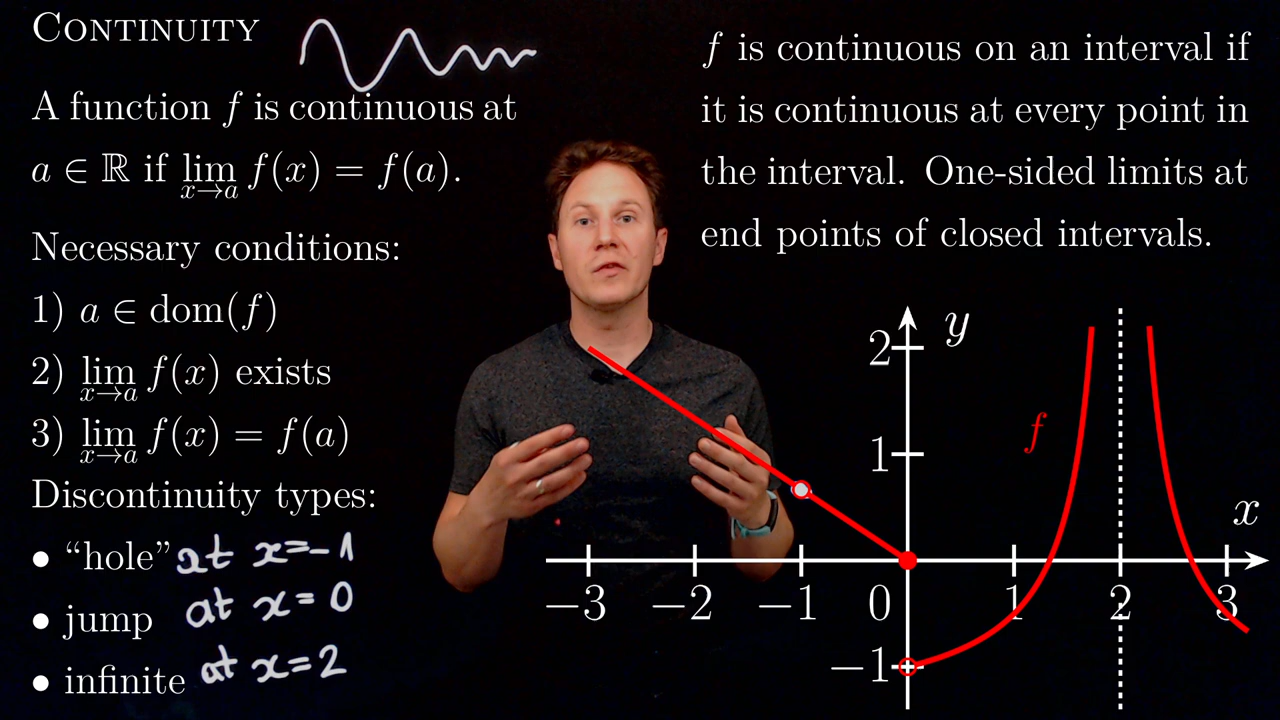 Continuity
A function f is continuous at
a ∈ ℝ if lim x→a f(x) = f(a).
Necessary conditions:
1) a ∈ dom(f)
2) lim x→a f(x) exists
3) lim x→a f(x) = f(a)
Discontinuity types:
• “hole” at x=-1
• jump at x=0
• infinite at x=2
f is continuous on an interval if
it is continuous at every point in
the interval. One-sided limits at
end points of closed intervals.
y
2
1
f
x
−3 −2 −1 0 1 2 3
−1